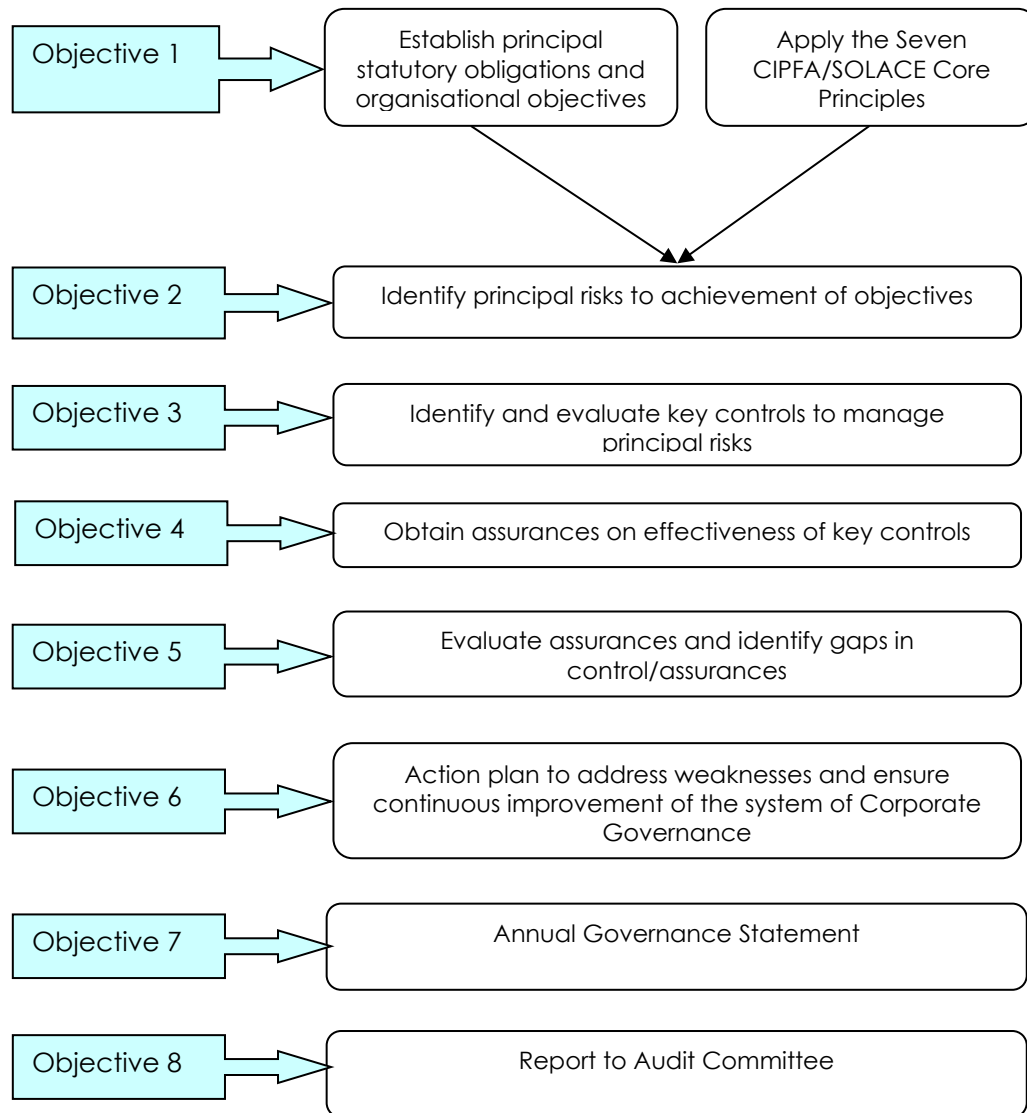 Objective 1
Establish principal
statutory obligations and
organisational objectives
Apply the Seven
CIPFA/SOLACE Core
Principles
Objective 2
Identify principal risks to achievement of objectives
Objective 3
Identify and evaluate key controls to manage
principal risks
Objective 4
Obtain assurances on effectiveness of key controls
Objective 5
Evaluate assurances and identify gaps in
control/assurances
Objective 6
Action plan to address weaknesses and ensure
continuous improvement of the system of Corporate
Governance
Objective 7
Annual Governance Statement
Objective 8
Report to Audit Committee